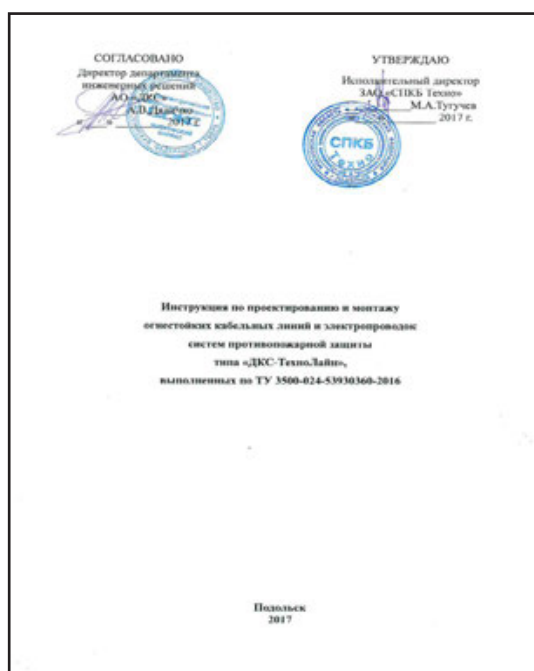 СОГЛАСОВАНО
Директор департамента
инженерных решений
АО «ДКС»
2017 г.
УТВЕРЖДАЮ
Исполнительный директор
ЗАО «СПКБ Техно»
М.А.Тугучев
2017 г.
СПКБ
Техно
Инструкция по проектированию и монтажу
огнестойких кабельных линий и электропроводок
систем противопожарной защиты
типа «ДКС-ТехноЛайн»,
выполненных по ТУ 3500-024-53930360-2016
Подольск
2017